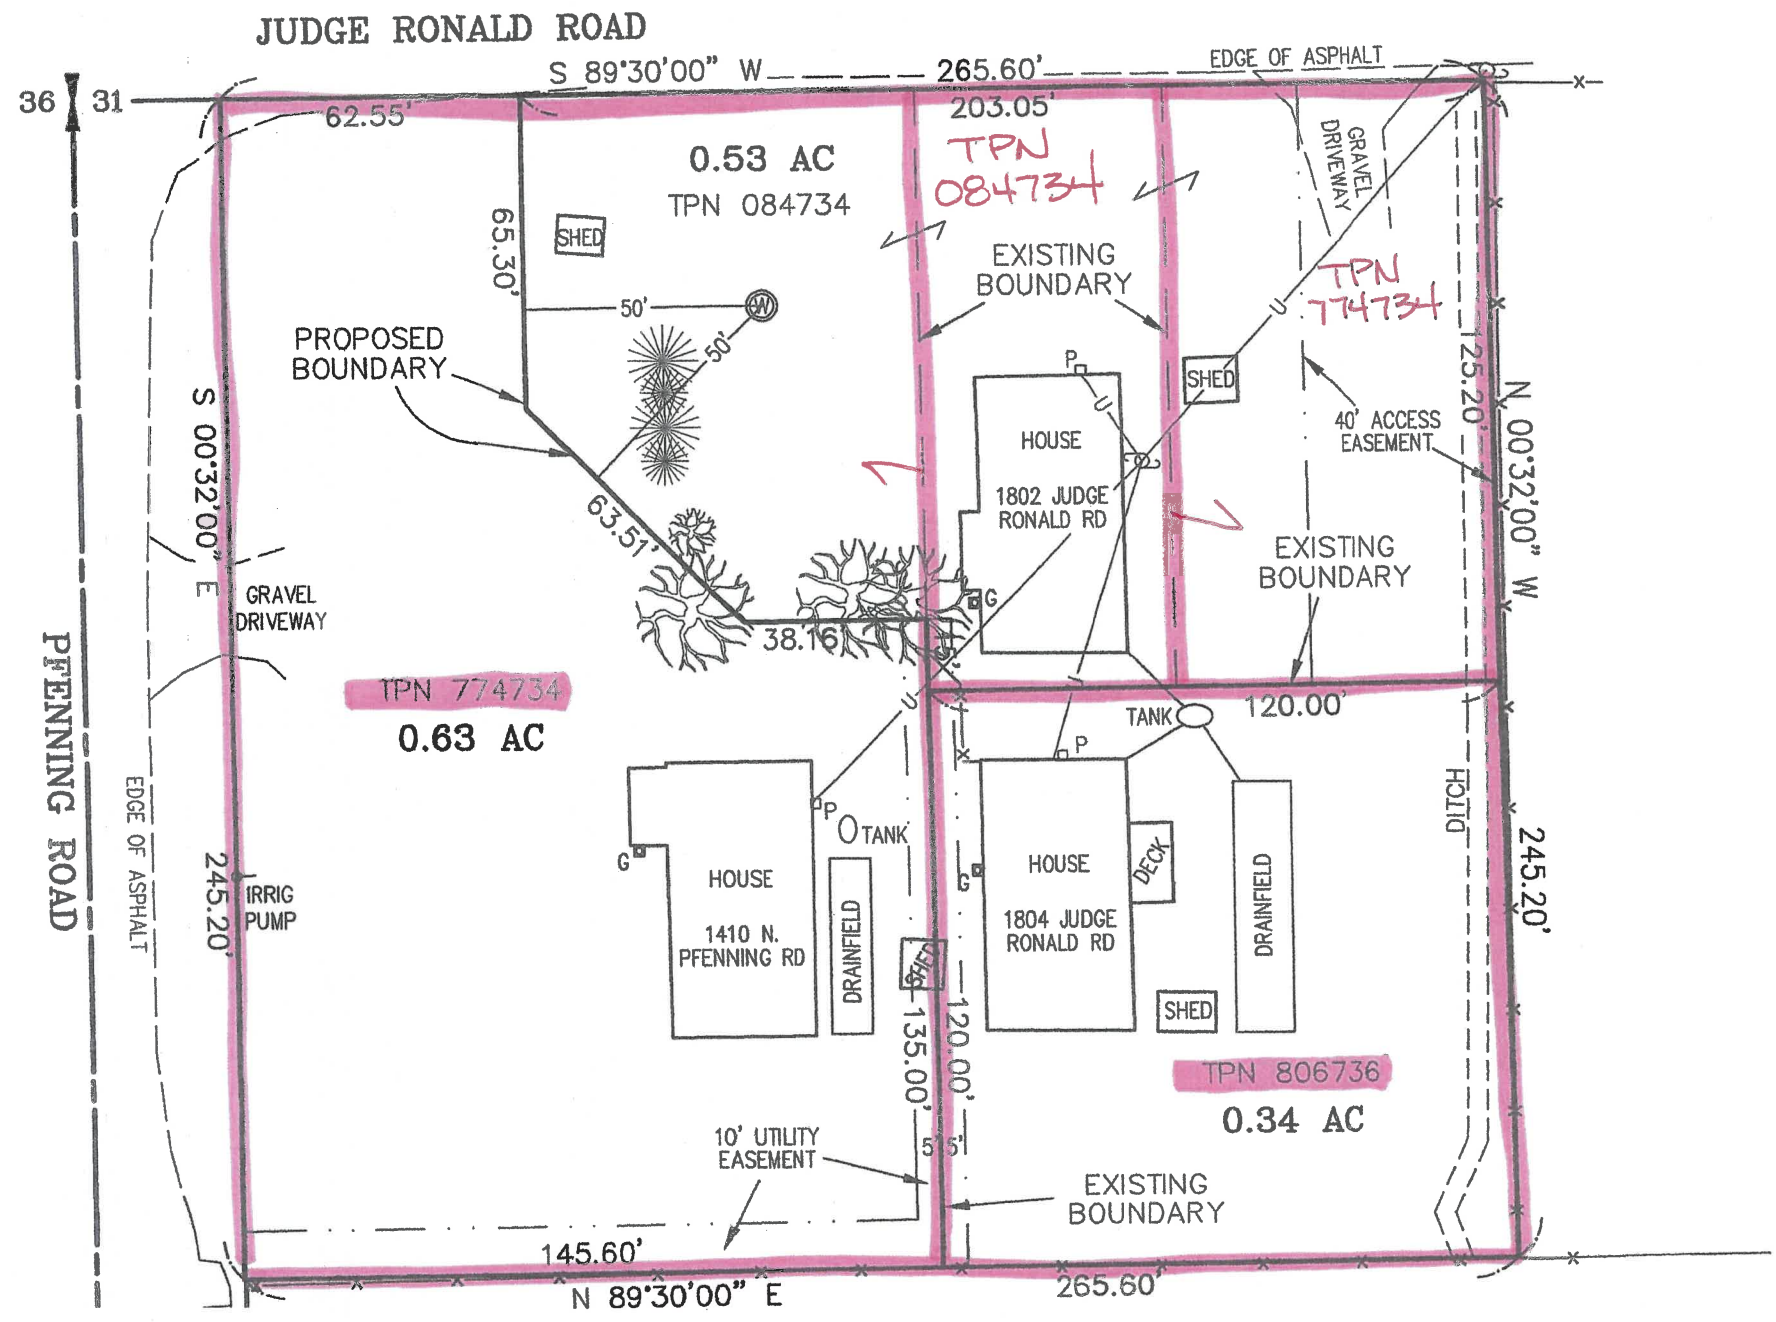 JUDGE RONALD ROAD
S 89°30'00" W
265.60'
EDGE OF ASPHALT
36
31
62.55'
203.05'
0.53 AC
TPN 084734
TPN
084734
GRAVEL
DRIVEWAY
SHED
65.30'
EXISTING
BOUNDARY
TPN
774734
U
50'
W
50'
PROPOSED
BOUNDARY
125.20'
P
SHED
U
HOUSE
1802 JUDGE
RONALD RD
40' ACCESS
EASEMENT
S 00°32'00" E
N 00°32'00" W
63.51'
EXISTING
BOUNDARY
GRAVEL
DRIVEWAY
G
38.16'
PFENNING ROAD
TPN 774734
0.63 AC
U
120.00'
TANK
P
P
TANK
EDGE OF ASPHALT
DITCH
G
HOUSE
1410 N.
PFENNING RD
DRAINFIELD
G
HOUSE
1804 JUDGE
RONALD RD
DECK
DRAINFIELD
245.20'
245.20'
IRRIG
PUMP
SHED
SHED
135.00'
120.00'
TPN 806736
0.34 AC
10' UTILITY
EASEMENT
5'
5'
EXISTING
BOUNDARY
145.60'
N 89°30'00" E
265.60'